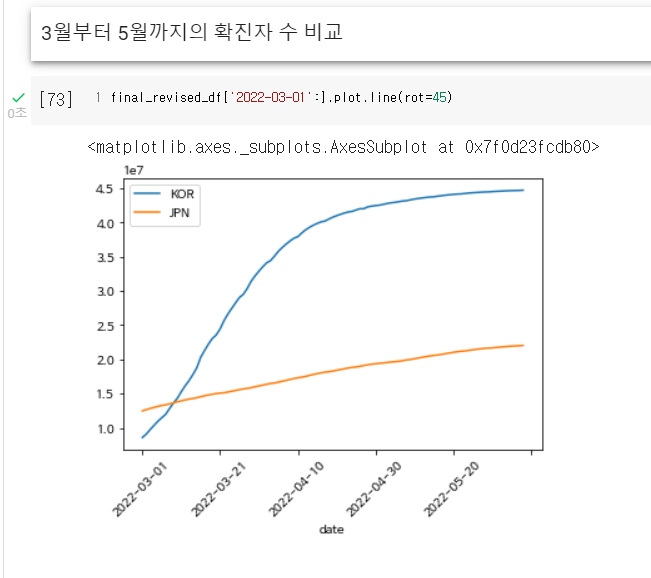 3월부터 5월까지의 확진자 수 비교
[73] 1 final_revised_df['2022-03-01':].plot.line(rot=45)
0초
<matplotlib.axes._subplots.AxesSubplot at 0x7f0d23fcdb80>
1e7
KOR
JPN
4.5
4.0
3.5
3.0
2.5
2.0
1.5
1.0
2022-03-01
2022-03-21
2022-04-10
2022-04-30
2022-05-20
date